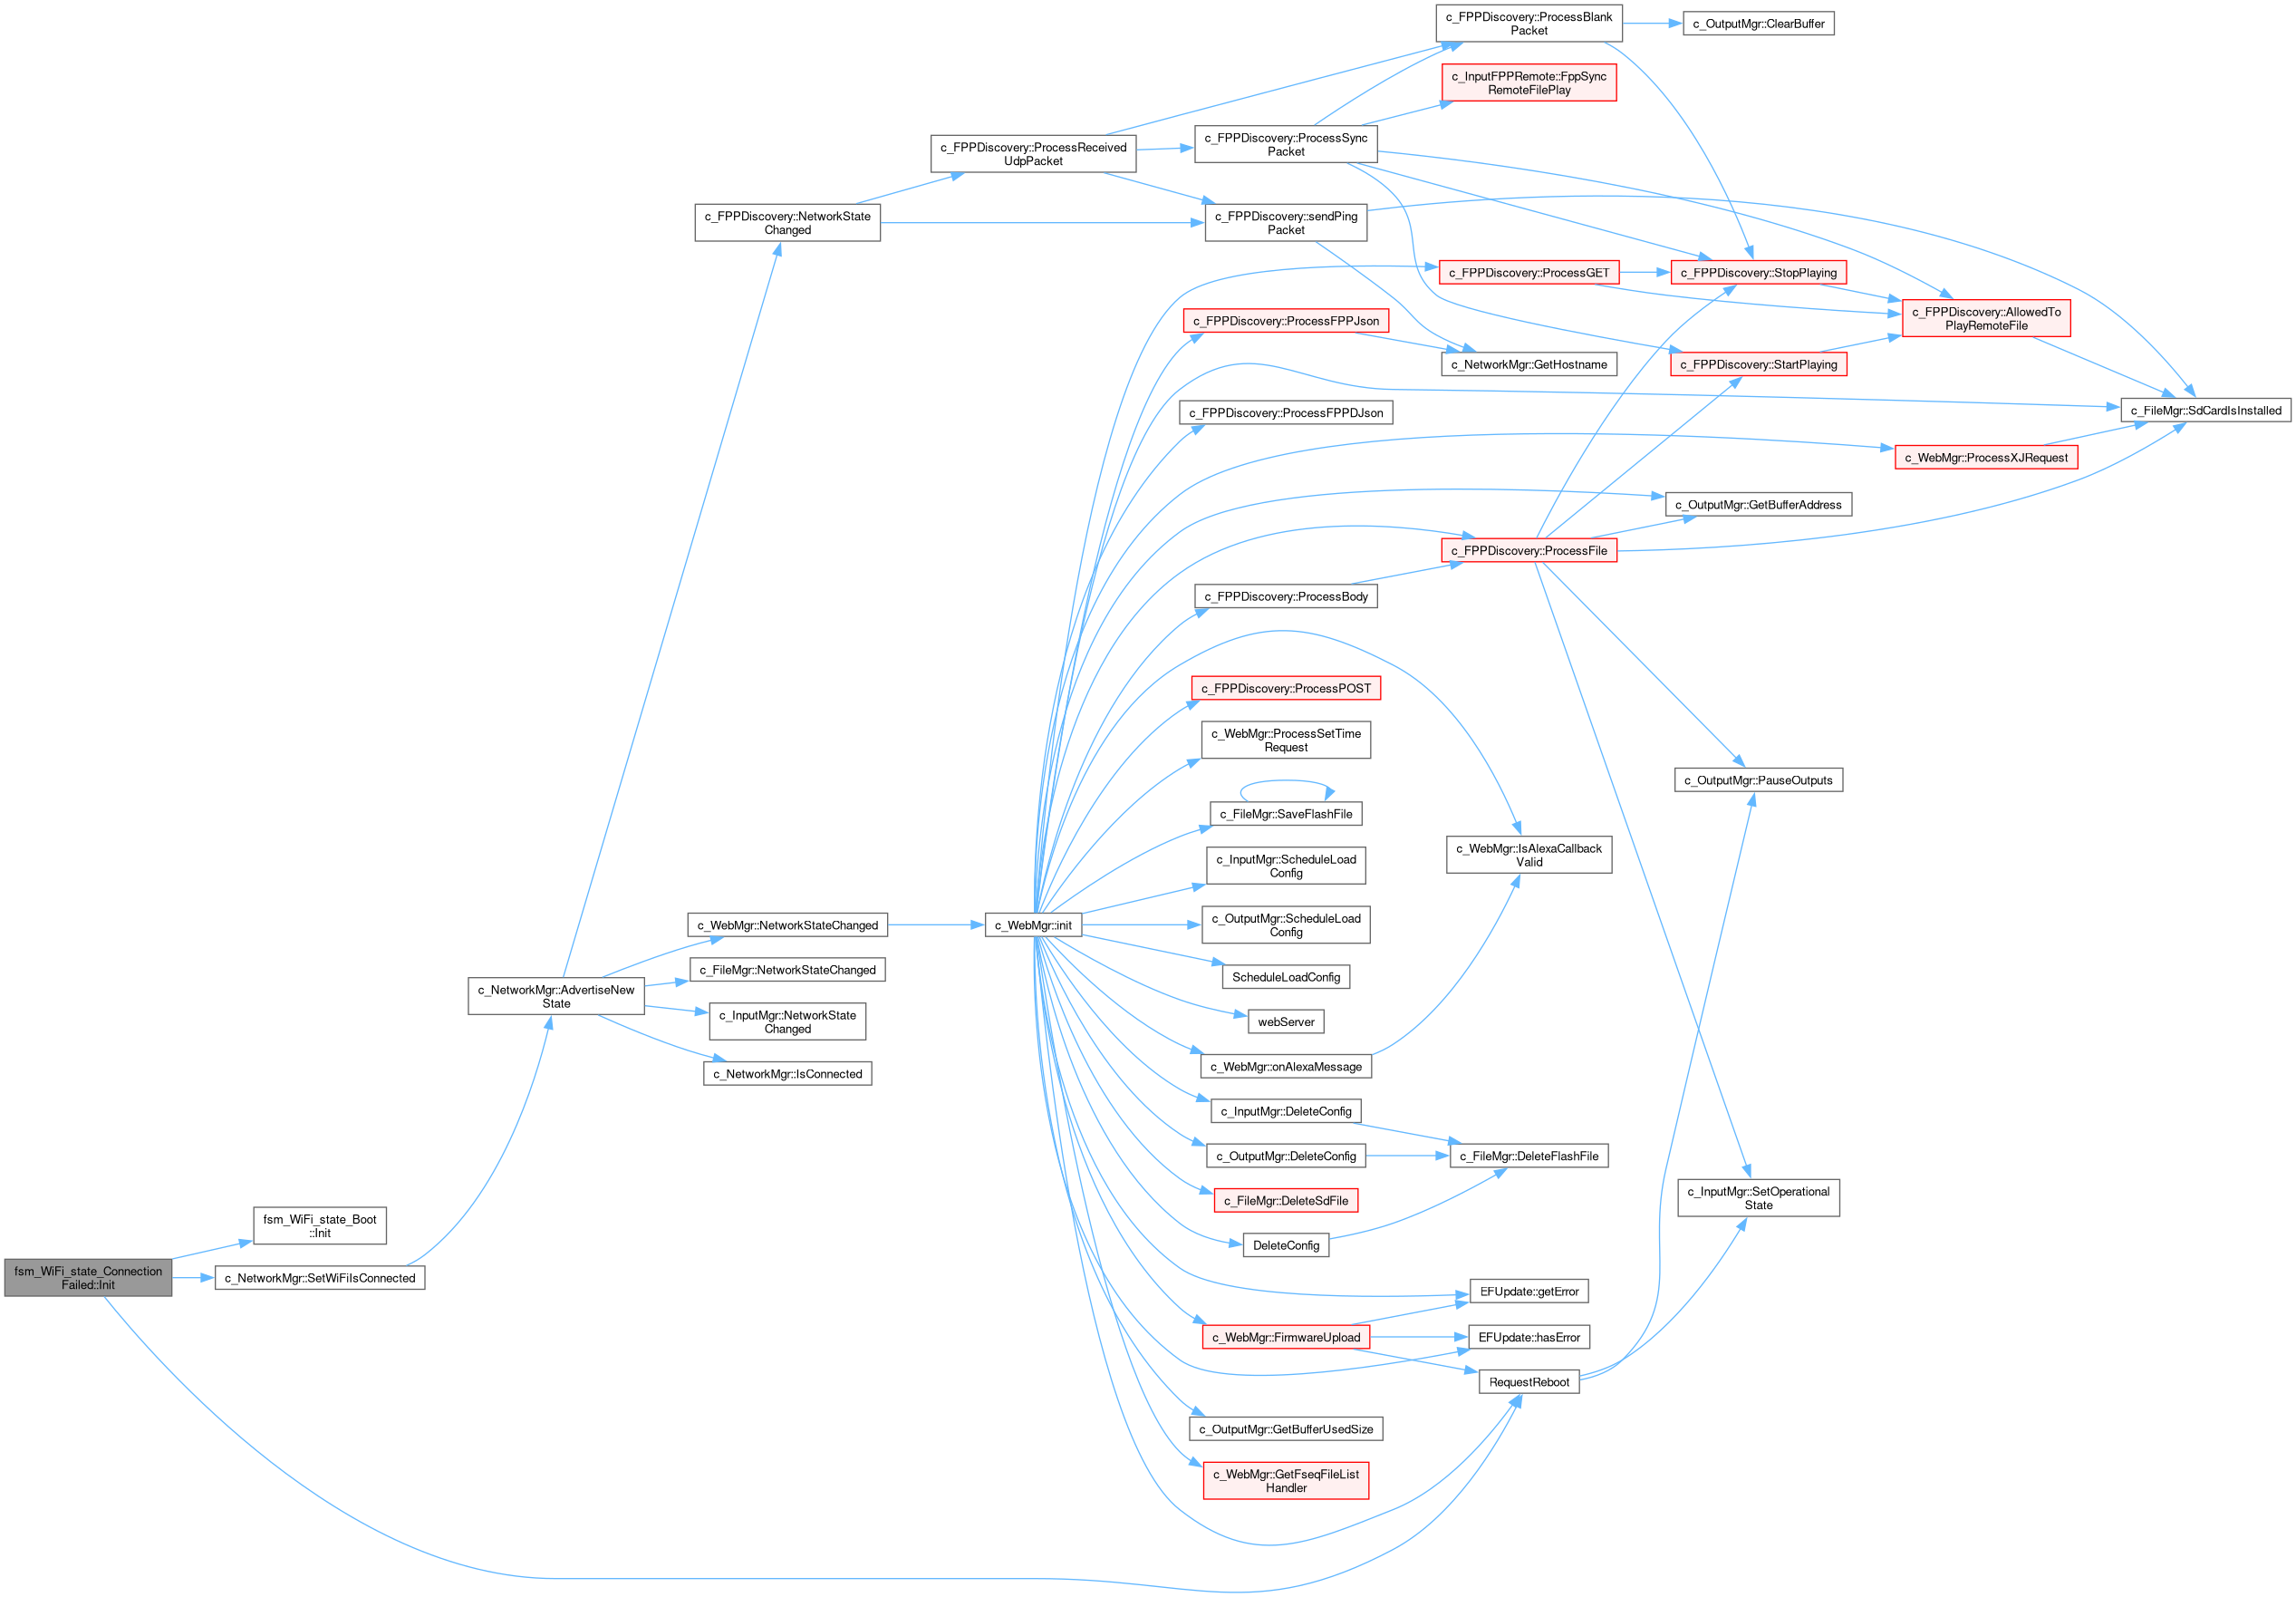 fsm_WiFi_state_Connection
Failed::Init
fsm_WiFi_state_Boot
::Init
c_NetworkMgr::SetWiFiIsConnected
c_NetworkMgr::AdvertiseNew
State
c_FPPDiscovery::NetworkState
Changed
c_WebMgr::NetworkStateChanged
c_FileMgr::NetworkStateChanged
c_InputMgr::NetworkState
Changed
c_NetworkMgr::IsConnected
c_FPPDiscovery::ProcessReceived
UdpPacket
c_WebMgr::init
c_FPPDiscovery::ProcessSync
Packet
c_FPPDiscovery::sendPing
Packet
c_FPPDiscovery::ProcessFPPJson
c_FPPDiscovery::ProcessFPPDJson
c_FPPDiscovery::ProcessBody
c_FPPDiscovery::ProcessPOST
c_WebMgr::ProcessSetTime
Request
c_FileMgr::SaveFlashFile
c_InputMgr::ScheduleLoad
Config
c_OutputMgr::ScheduleLoad
Config
ScheduleLoadConfig
webServer
c_WebMgr::onAlexaMessage
c_InputMgr::DeleteConfig
c_OutputMgr::DeleteConfig
c_FileMgr::DeleteSdFile
DeleteConfig
c_WebMgr::FirmwareUpload
c_OutputMgr::GetBufferUsedSize
c_WebMgr::GetFseqFileList
Handler
c_FPPDiscovery::ProcessBlank
Packet
c_InputFPPRemote::FppSync
RemoteFilePlay
c_FPPDiscovery::ProcessGET
c_NetworkMgr::GetHostname
c_FPPDiscovery::ProcessFile
c_WebMgr::IsAlexaCallback
Valid
c_FileMgr::DeleteFlashFile
EFUpdate::getError
EFUpdate::hasError
RequestReboot
c_OutputMgr::ClearBuffer
c_FPPDiscovery::StopPlaying
c_FPPDiscovery::StartPlaying
c_OutputMgr::GetBufferAddress
c_OutputMgr::PauseOutputs
c_InputMgr::SetOperational
State
c_FPPDiscovery::AllowedTo
PlayRemoteFile
c_WebMgr::ProcessXJRequest
c_FileMgr::SdCardIsInstalled